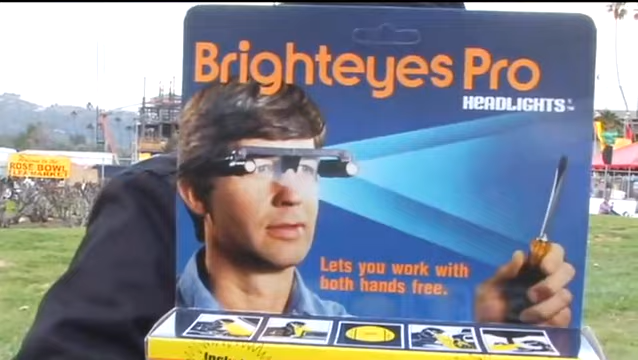 Brighteyes Pro
HEADLIGHTS
Lets you work with
both hands free.
ROSE BOWL
FLEA MARKET